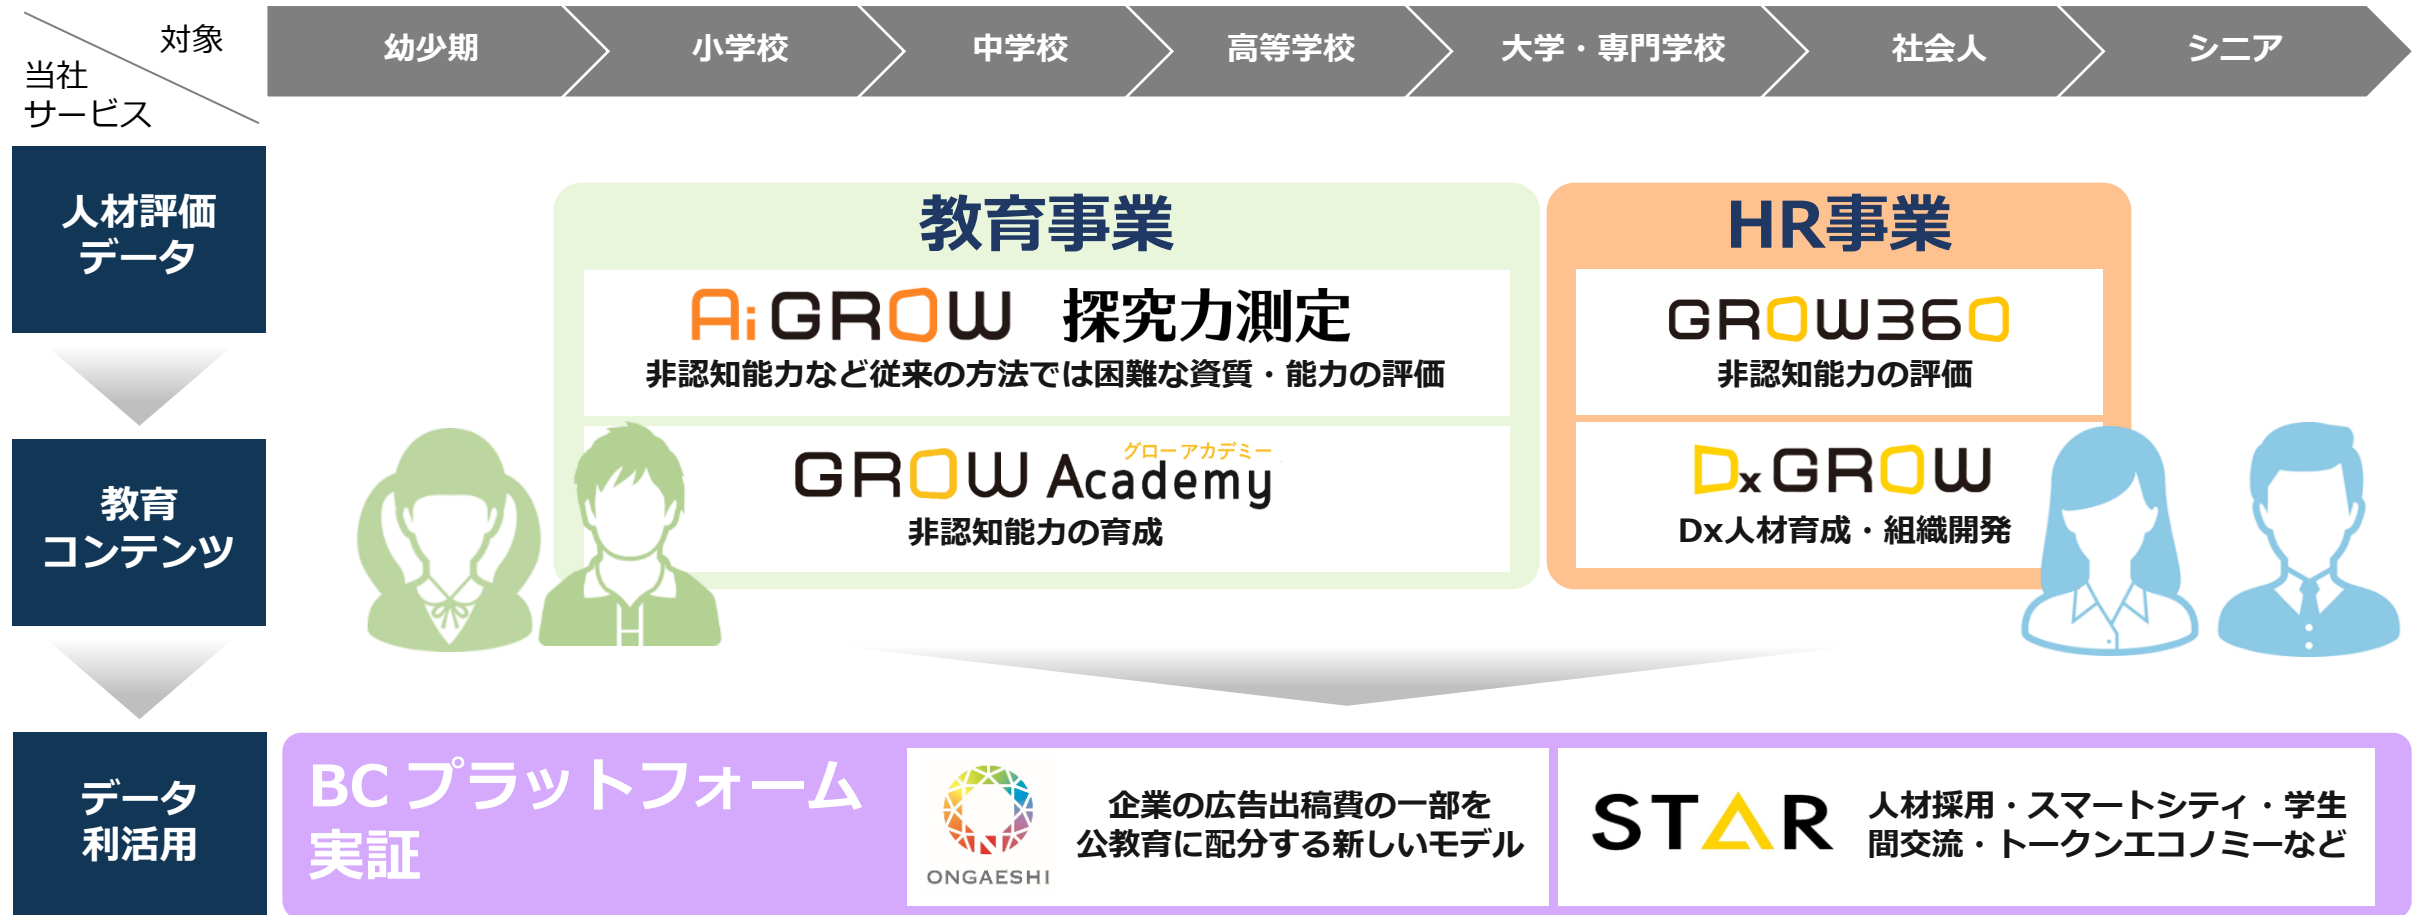 対象
当社
サービス
幼少期
小学校
中学校
高等学校
大学・専門学校
社会人
シニア
人材評価
データ
教育事業
AiGROW 探究力測定
非認知能力など従来の方法では困難な資質・能力の評価
HR事業
GROW360
非認知能力の評価
教育
コンテンツ
グローアカデミー
GROW Academy
非認知能力の育成
DxGROW
Dx人材育成・組織開発
データ
利活用
BC プラットフォーム
実証
ONGAESHI
企業の広告出稿費の一部を
公教育に配分する新しいモデル
STAR
人材採用・スマートシティ・学生
間交流・トークンエコノミーなど